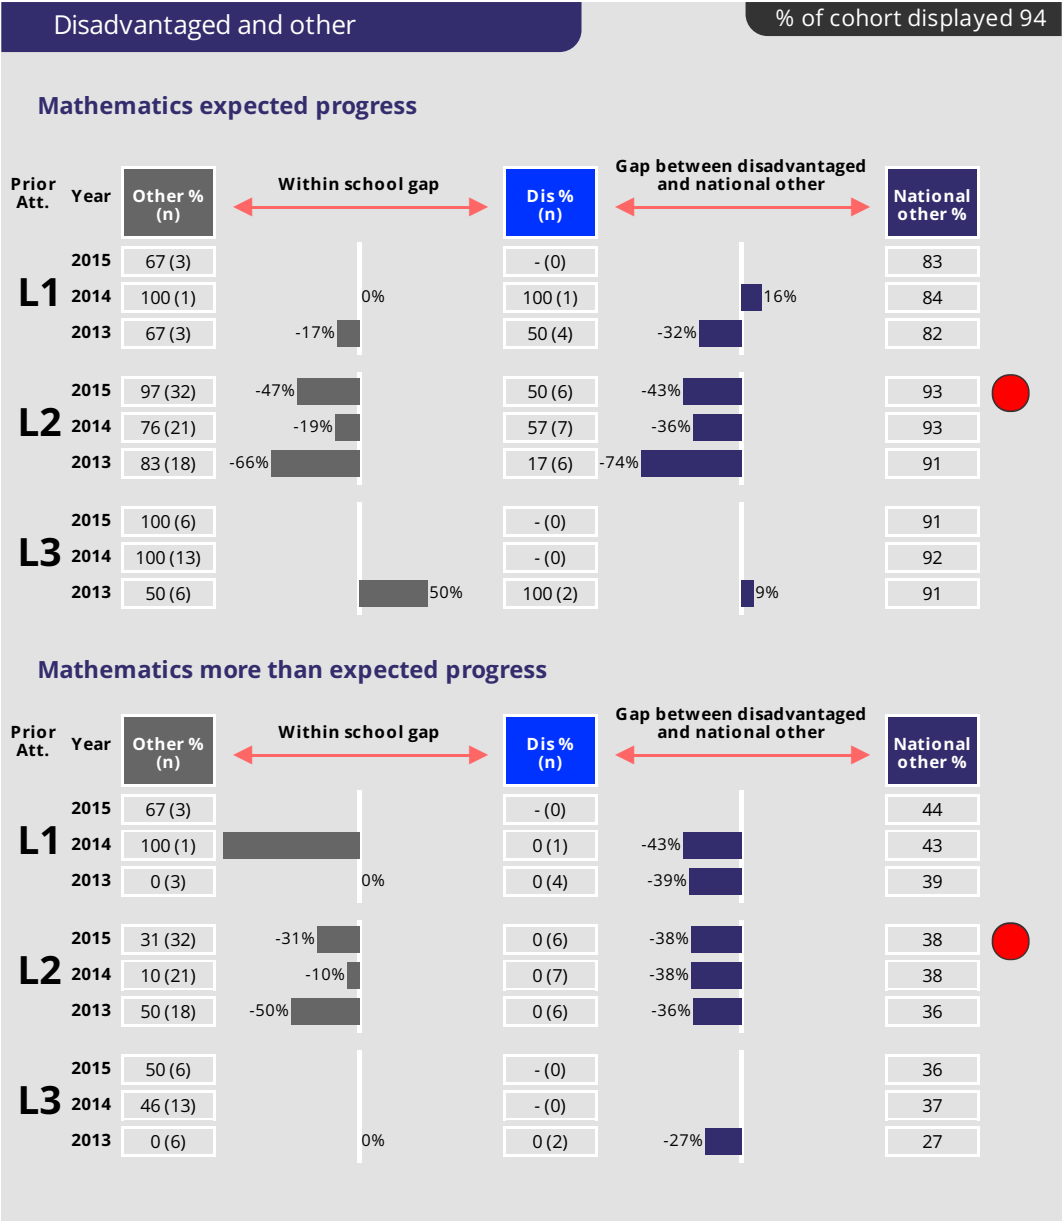 Disadvantaged and other
% of cohort displayed 94
Mathematics expected progress
Prior Att. Year Other % (n) Within school gap Dis % (n) Gap between disadvantaged and national other National other %
L1
2015 67 (3) - (0) 83
2014 100 (1) 0% 100 (1) 16% 84
2013 67 (3) -17% 50 (4) -32% 82
L2
2015 97 (32) -47% 50 (6) -43% 93
2014 76 (21) -19% 57 (7) -36% 93
2013 83 (18) -66% 17 (6) -74% 91
L3
2015 100 (6) - (0) 91
2014 100 (13) - (0) 92
2013 50 (6) 50% 100 (2) 9% 91
Mathematics more than expected progress
Prior Att. Year Other % (n) Within school gap Dis % (n) Gap between disadvantaged and national other National other %
L1
2015 67 (3) - (0) 44
2014 100 (1) 0 (1) -43% 43
2013 0 (3) 0% 0 (4) -39% 39
L2
2015 31 (32) -31% 0 (6) -38% 38
2014 10 (21) -10% 0 (7) -38% 38
2013 50 (18) -50% 0 (6) -36% 36
L3
2015 50 (6) - (0) 36
2014 46 (13) - (0) 37
2013 0 (6) 0% 0 (2) -27% 27